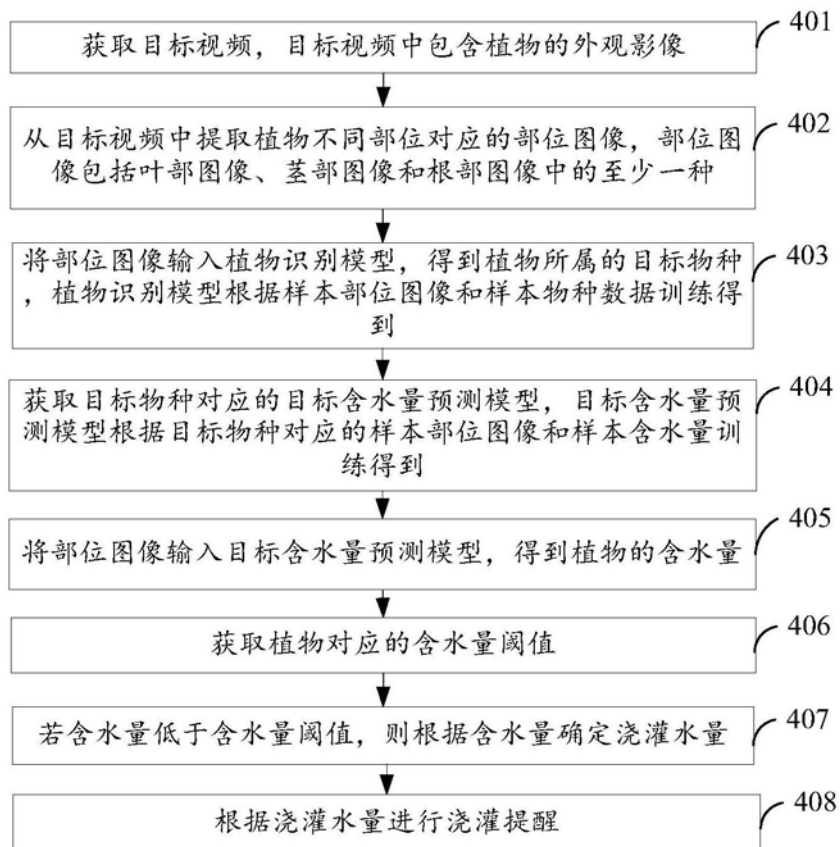 获取目标视频，目标视频中包含植物的外观影像
401
从目标视频中提取植物不同部位对应的部位图像，部位图
像包括叶部图像、茎部图像和根部图像中的至少一种
402
将部位图像输入植物识别模型，得到植物所属的目标物种
，植物识别模型根据样本部位图像和样本物种数据训练得
到
403
获取目标物种对应的目标含水量预测模型，目标含水量预
测模型根据目标物种对应的样本部位图像和样本含水量训
练得到
404
将部位图像输入目标含水量预测模型，得到植物的含水量
405
获取植物对应的含水量阈值
406
若含水量低于含水量阈值，则根据含水量确定浇灌水量
407
根据浇灌水量进行浇灌提醒
408